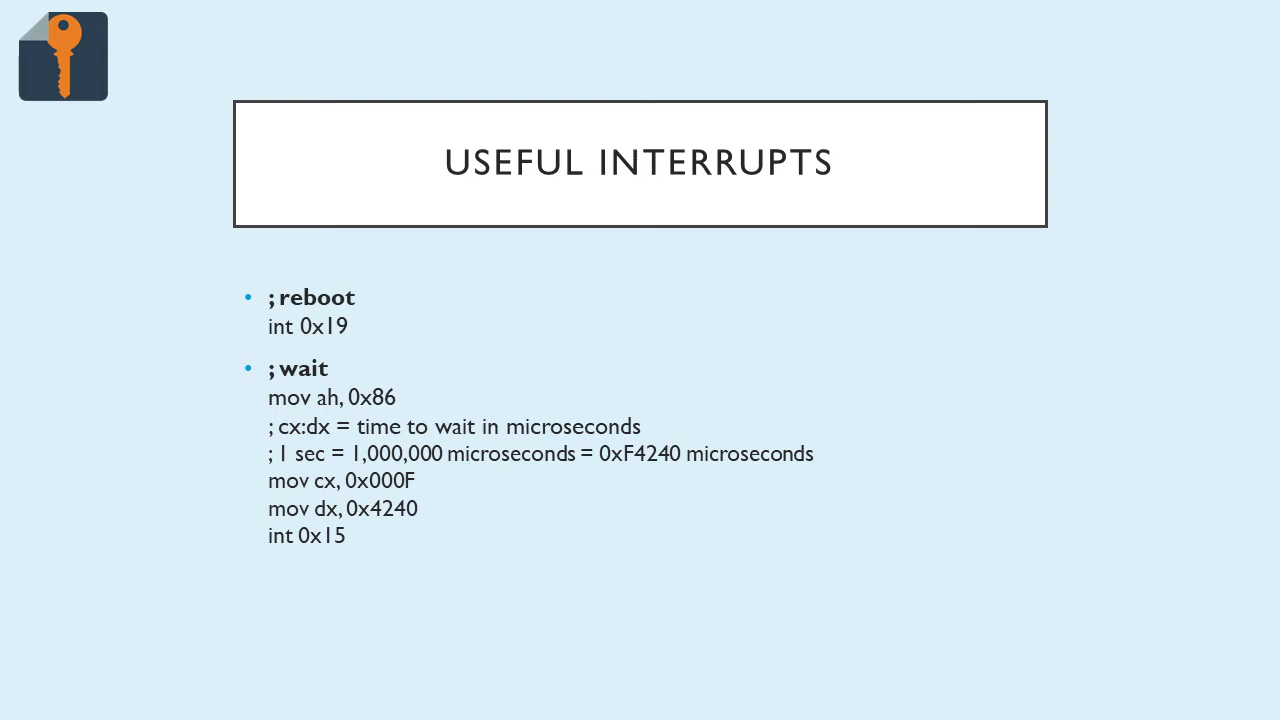 USEFUL INTERRUPTS
• ; reboot
int 0x19
• ; wait
mov ah, 0x86
; cx:dx = time to wait in microseconds
; 1 sec = 1,000,000 microseconds = 0xF4240 microseconds
mov cx, 0x000F
mov dx, 0x4240
int 0x15